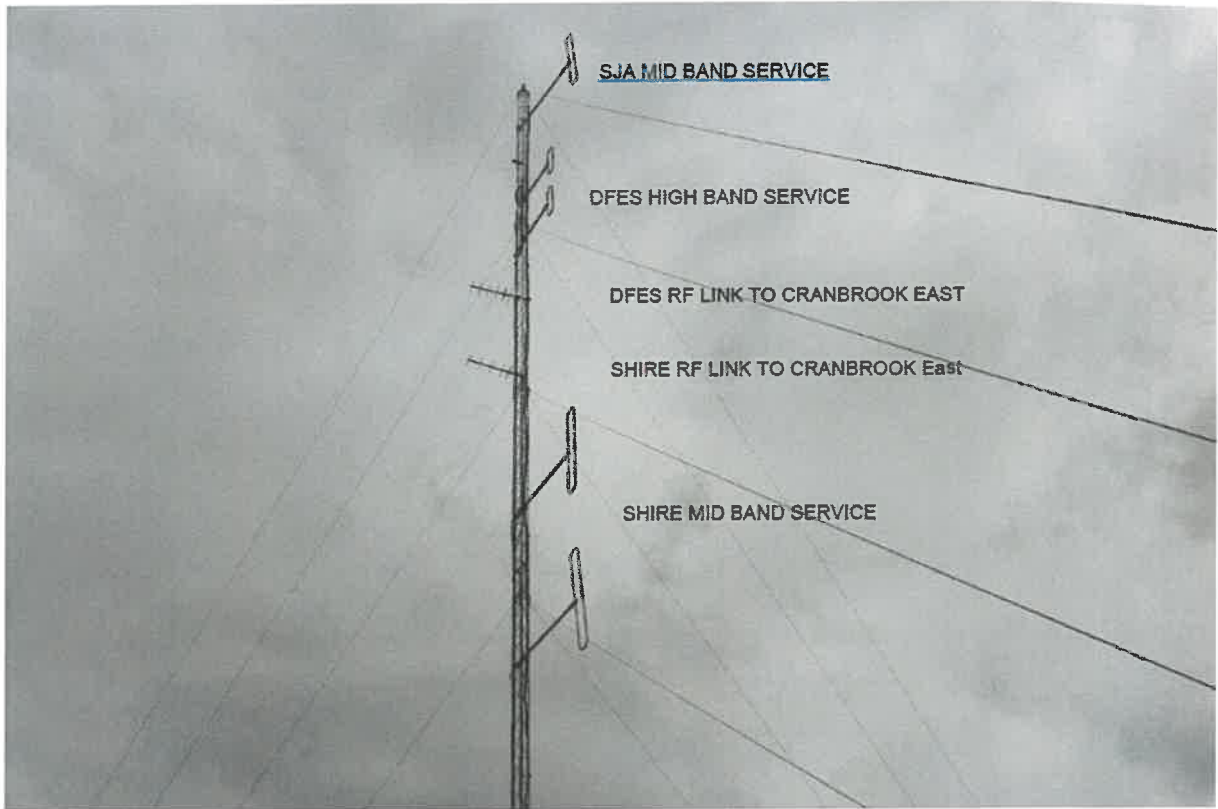 SJA MID BAND SERVICE
DFES HIGH BAND SERVICE
DFES RF LINK TO CRANBROOK EAST
SHIRE RF LINK TO CRANBROOK East
SHIRE MID BAND SERVICE